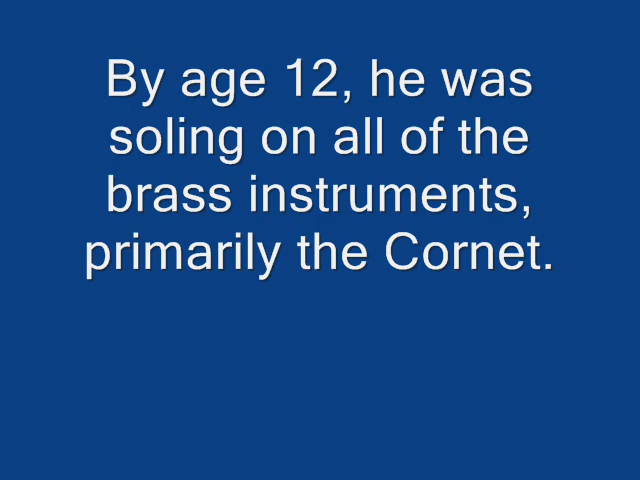 By age 12, he was
soling on all of the
brass instruments,
primarily the Cornet.